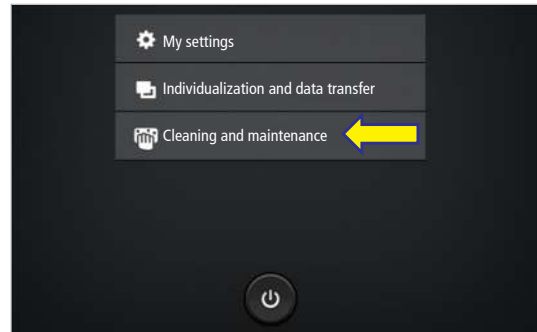 My settings
Individualization and data transfer
Cleaning and maintenance